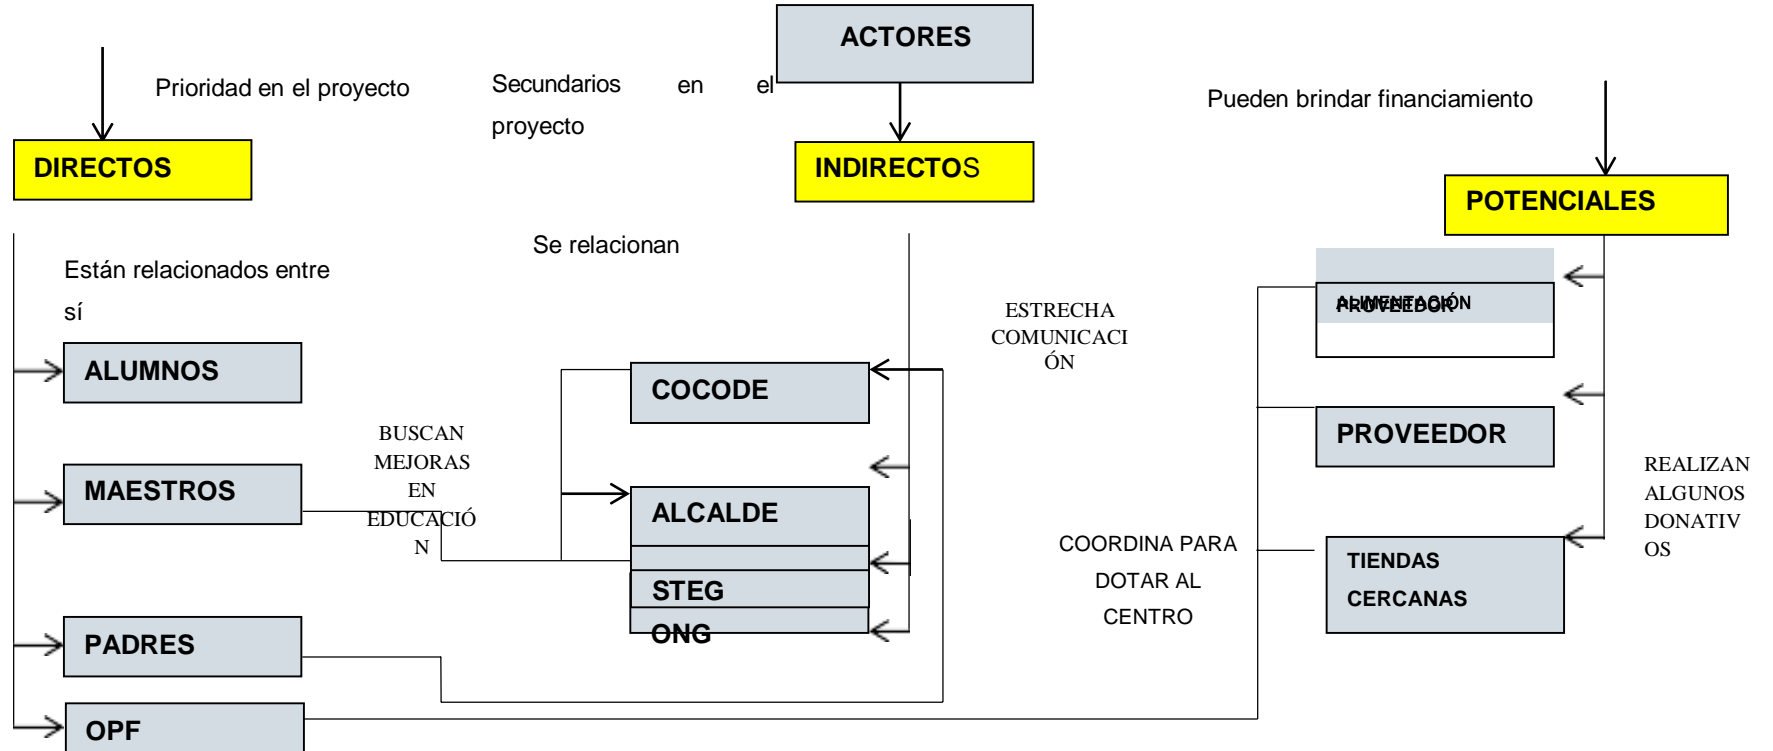 ACTORES
Prioridad en el proyecto
Secundarios en el
proyecto
Pueden brindar financiamiento
DIRECTOS
INDIRECTOS
POTENCIALES
Están relacionados entre
sí
Se relacionan
ALUMNOS
MAESTROS
PADRES
OPF
BUSCAN
MEJORAS
EN
EDUCACIÓ
N
COCODE
ALCALDE
STEG
ONG
ESTRECHA
COMUNICACI
ÓN
ALIMENTACIÓN
PROVEEDOR
PROVEEDOR
TIENDAS
CERCANAS
COORDINA PARA
DOTAR AL
CENTRO
REALIZAN
ALGUNOS
DONATIV
OS